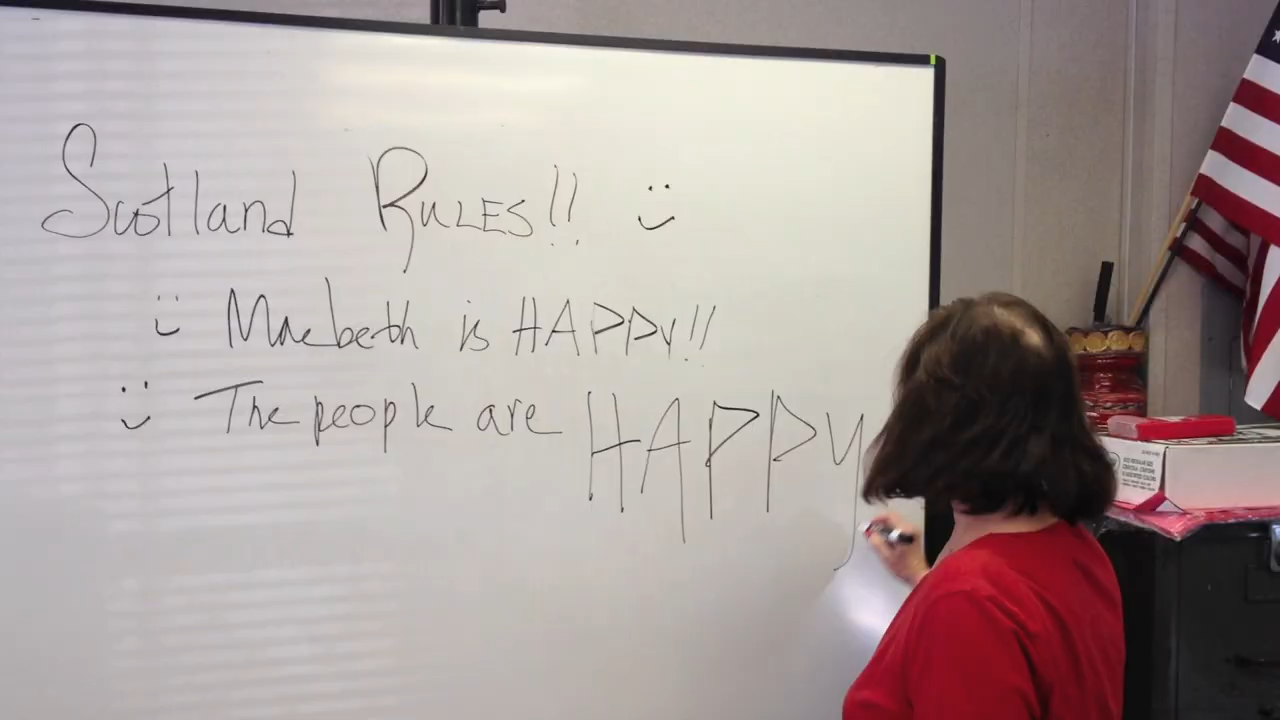 Scotland RULES!! :)
:) Macbeth is HAPPY!!
:) The people are HAPPY